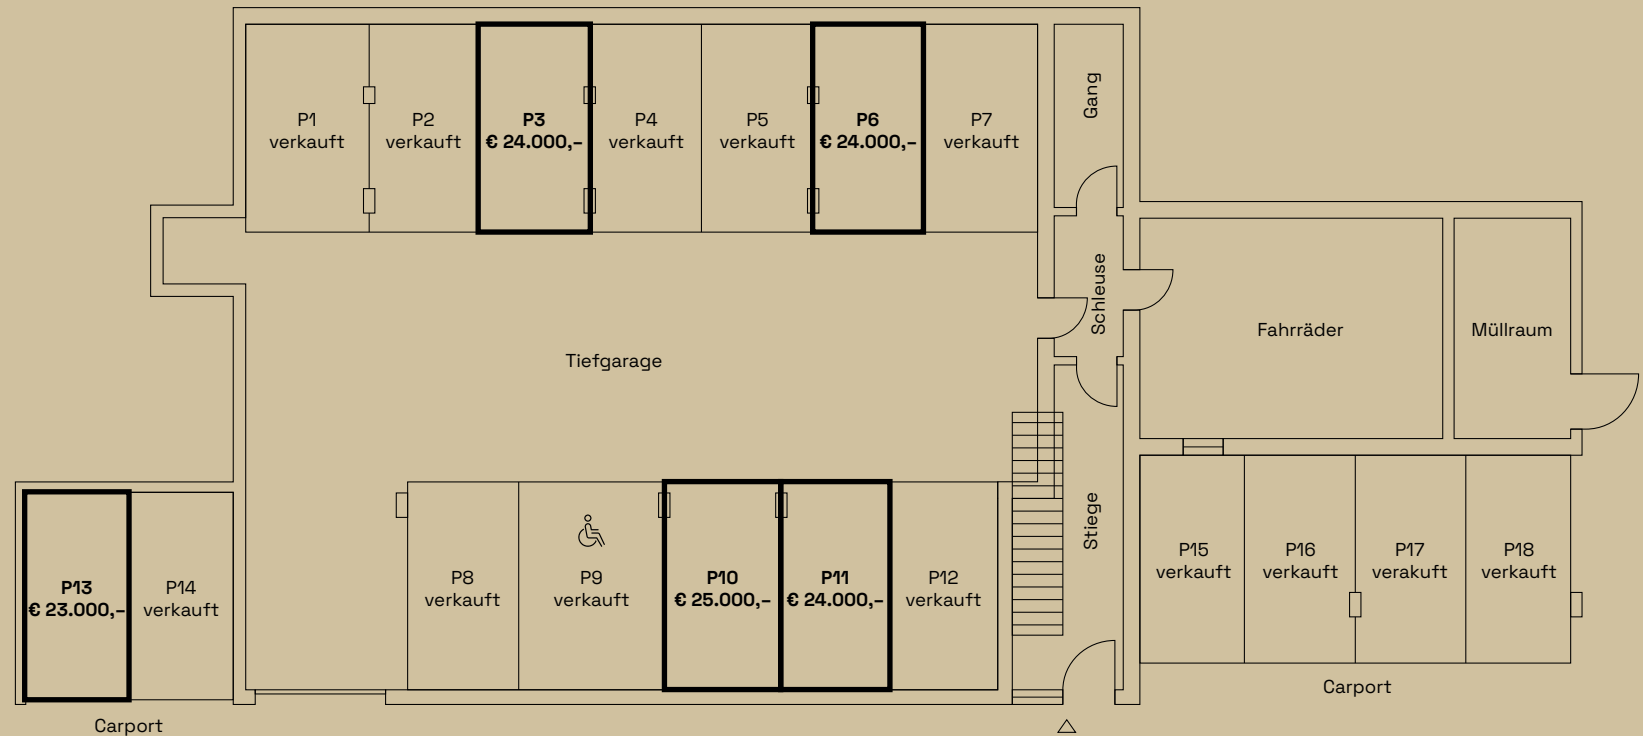 P1
verkauft
P2
verkauft
P3
€ 24.000,–
P4
verkauft
P5
verkauft
P6
€ 24.000,–
P7
verkauft
Gang
Schleuse
Fahrräder
Müllraum
Tiefgarage
Stiege
P13
€ 23.000,–
P14
verkauft
P8
verkauft
P9
verkauft
P10
€ 25.000,–
P11
€ 24.000,–
P12
verkauft
P15
verkauft
P16
verkauft
P17
verakuft
P18
verkauft
Carport
Carport